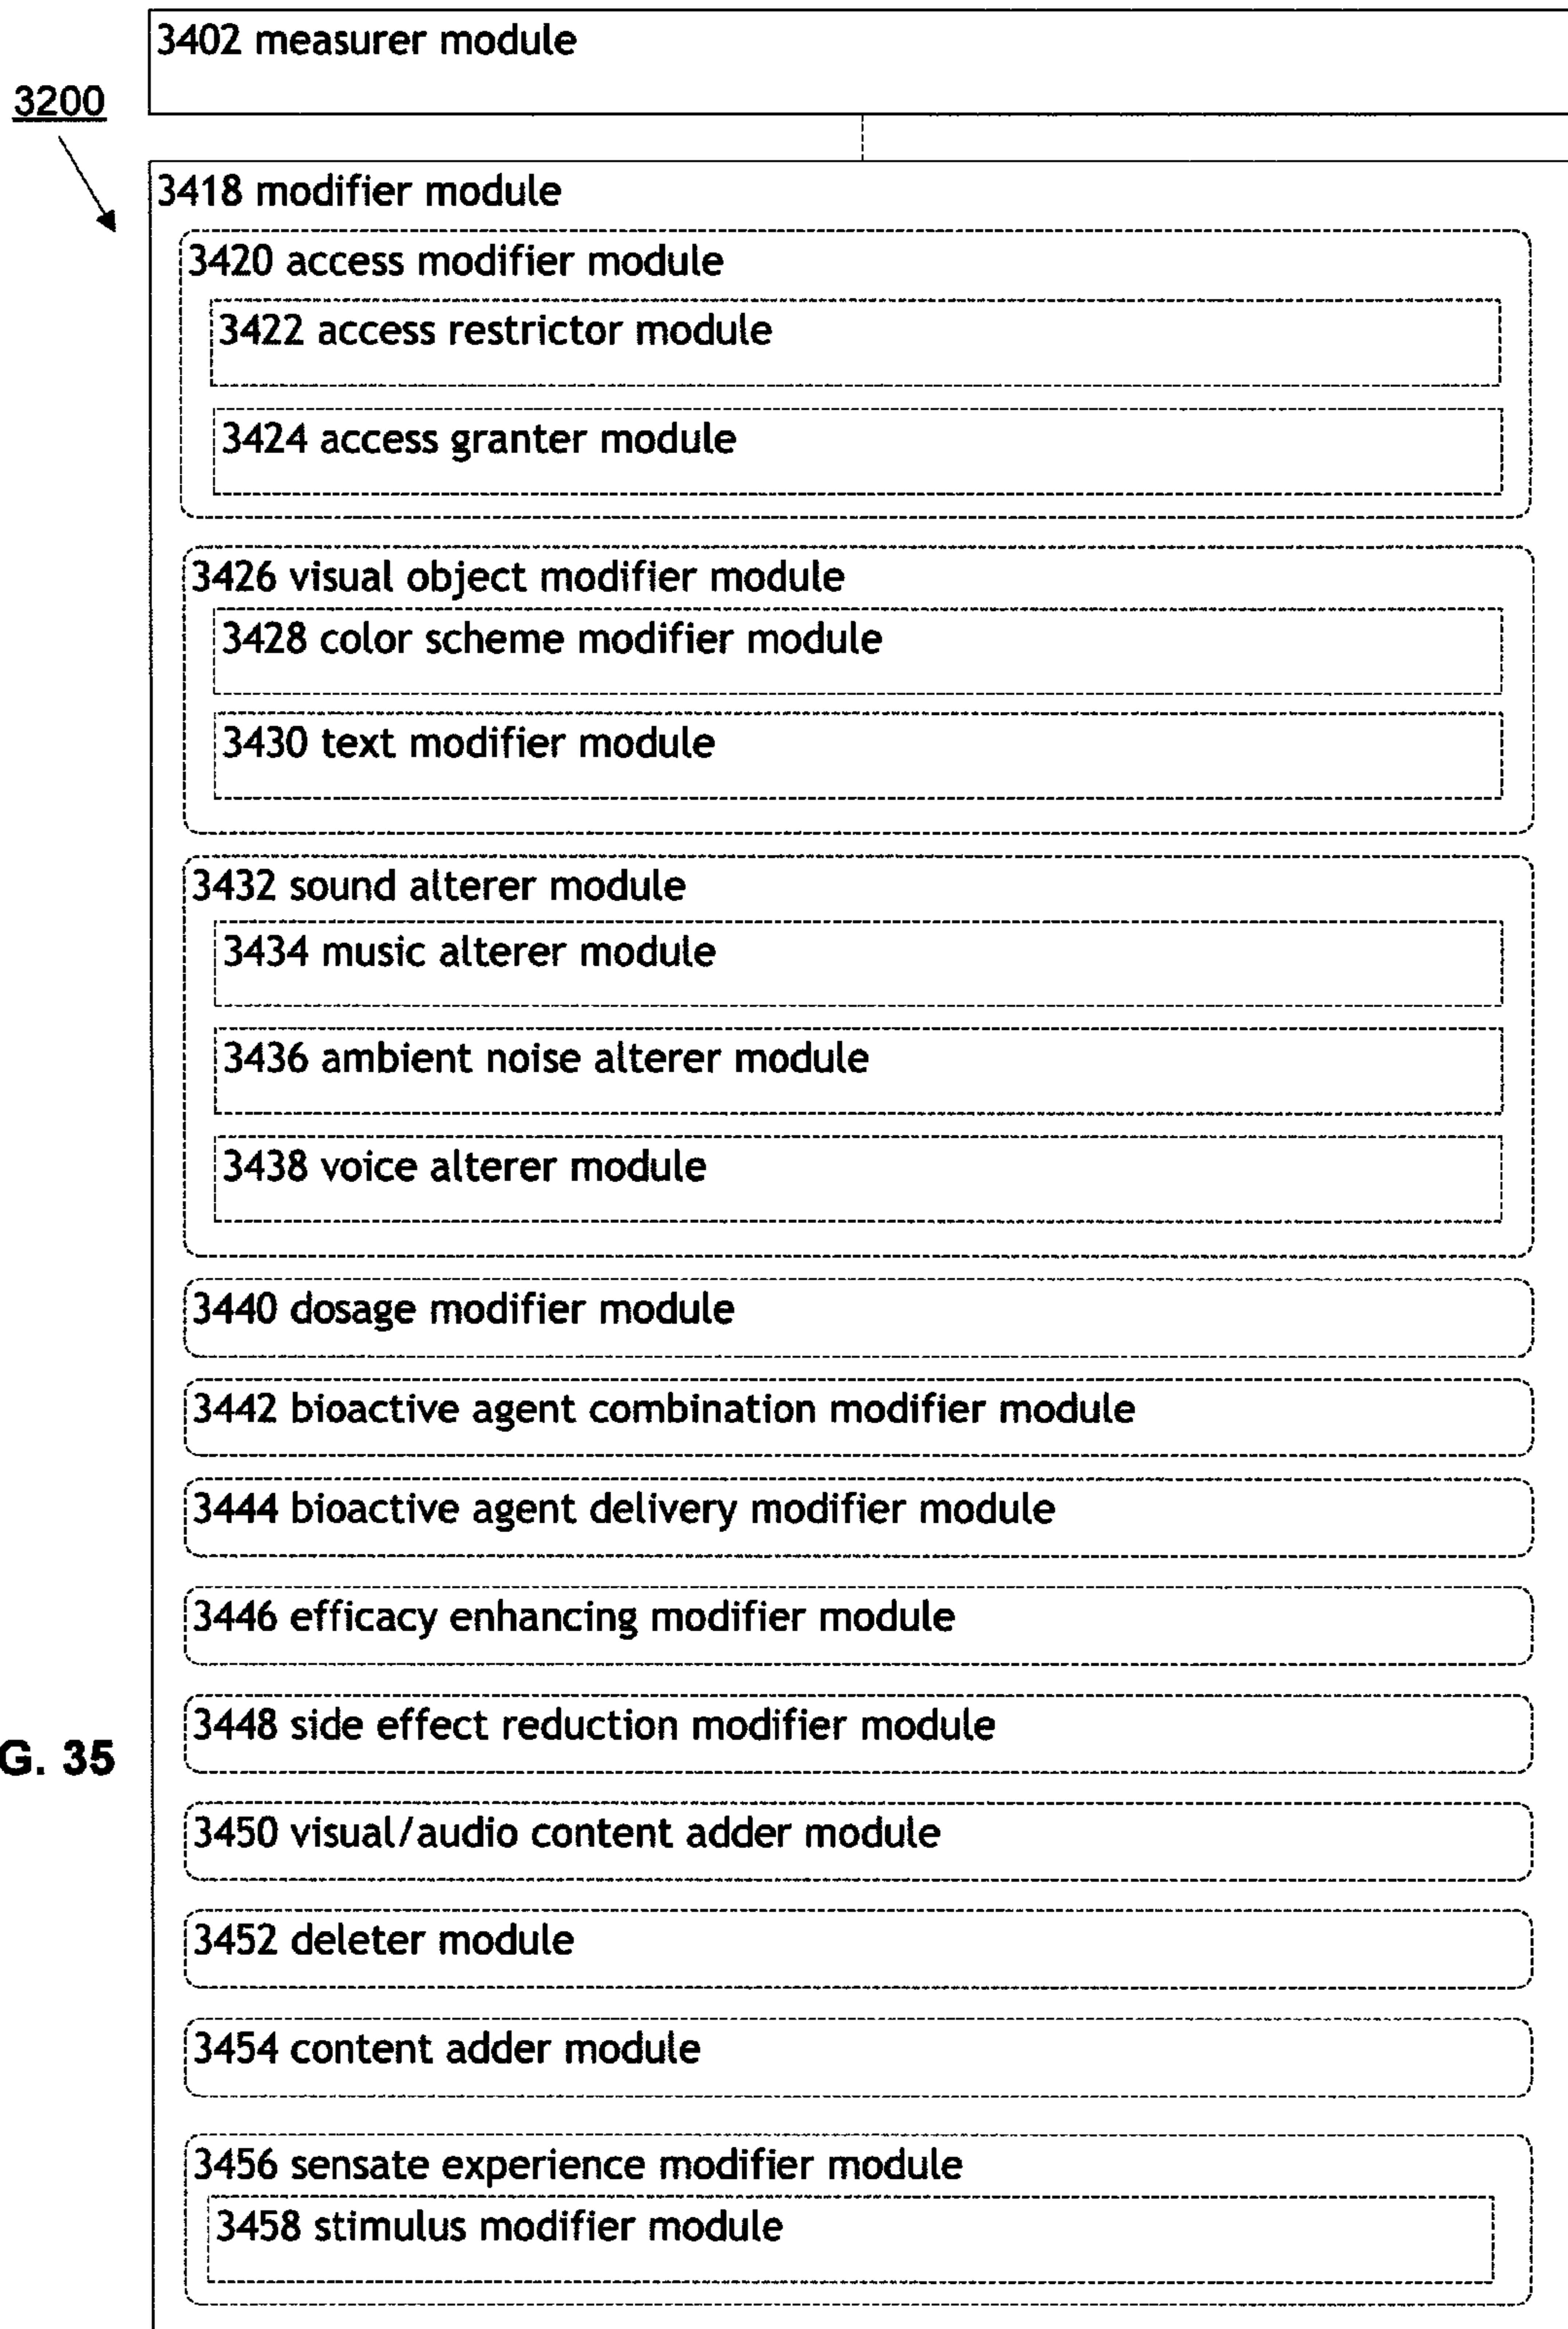 3402 measurer module
3200
3418 modifier module
3420 access modifier module
3422 access restrictor module
3424 access granter module
3426 visual object modifier module
3428 color scheme modifier module
3430 text modifier module
3432 sound alterer module
3434 music alterer module
3436 ambient noise alterer module
3438 voice alterer module
3440 dosage modifier module
3442 bioactive agent combination modifier module
3444 bioactive agent delivery modifier module
3446 efficacy enhancing modifier module
3448 side effect reduction modifier module
G. 35
3450 visual/audio content adder module
3452 deleter module
3454 content adder module
3456 sensate experience modifier module
3458 stimulus modifier module